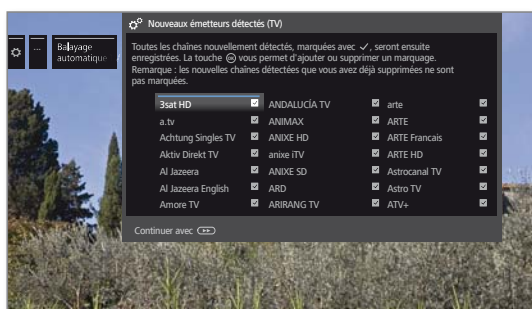 Nouveaux émetteurs détectés (TV)
... Balayage
automatique
Toutes les chaînes nouvellement détectés, marquées avec ✓, seront ensuite
enregistrées. La touche OK vous permet d'ajouter ou supprimer un marquage.
Remarque : les nouvelles chaînes détectées que vous avez déjà supprimées ne sont
pas marquées.
3sat HD ANDALUCÍA TV arte
a.tv ANIMAX ARTE
Achtung Singles TV ANIXE HD ARTE Francais
Aktiv Direkt TV anixe iTV ARTE HD
Al Jazeera ANIXE SD Astrocanal TV
Al Jazeera English ARD Astro TV
Amore TV ARIRANG TV ATV+
Continuer avec